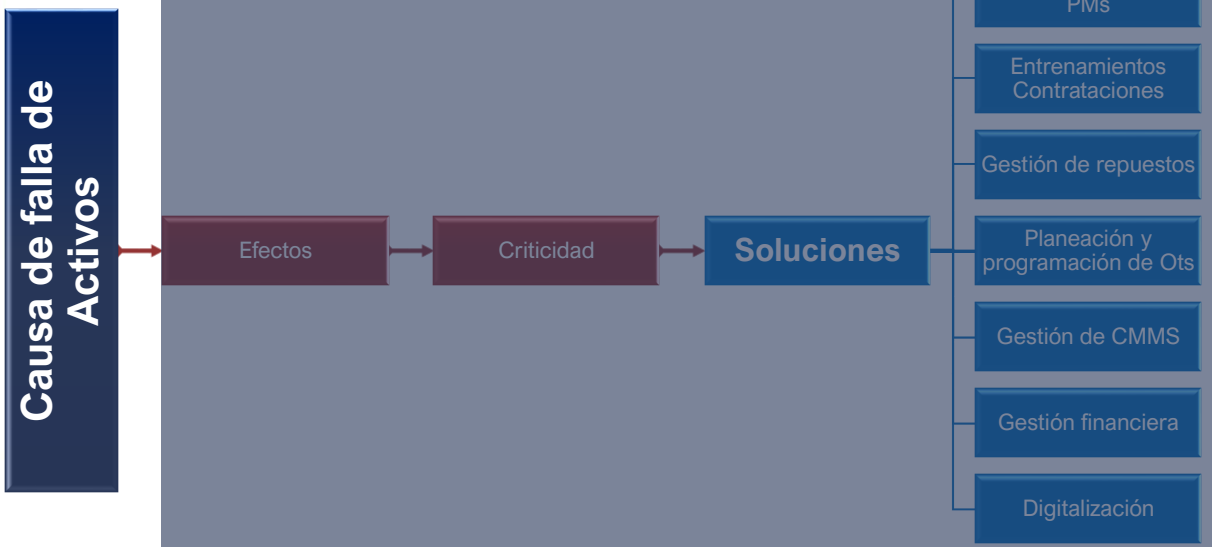 Causa de falla de
Activos
Efectos
Criticidad
Soluciones
PMs
Entrenamientos
Contrataciones
Gestión de repuestos
Planeación y
programación de Ots
Gestión de CMMS
Gestión financiera
Digitalización